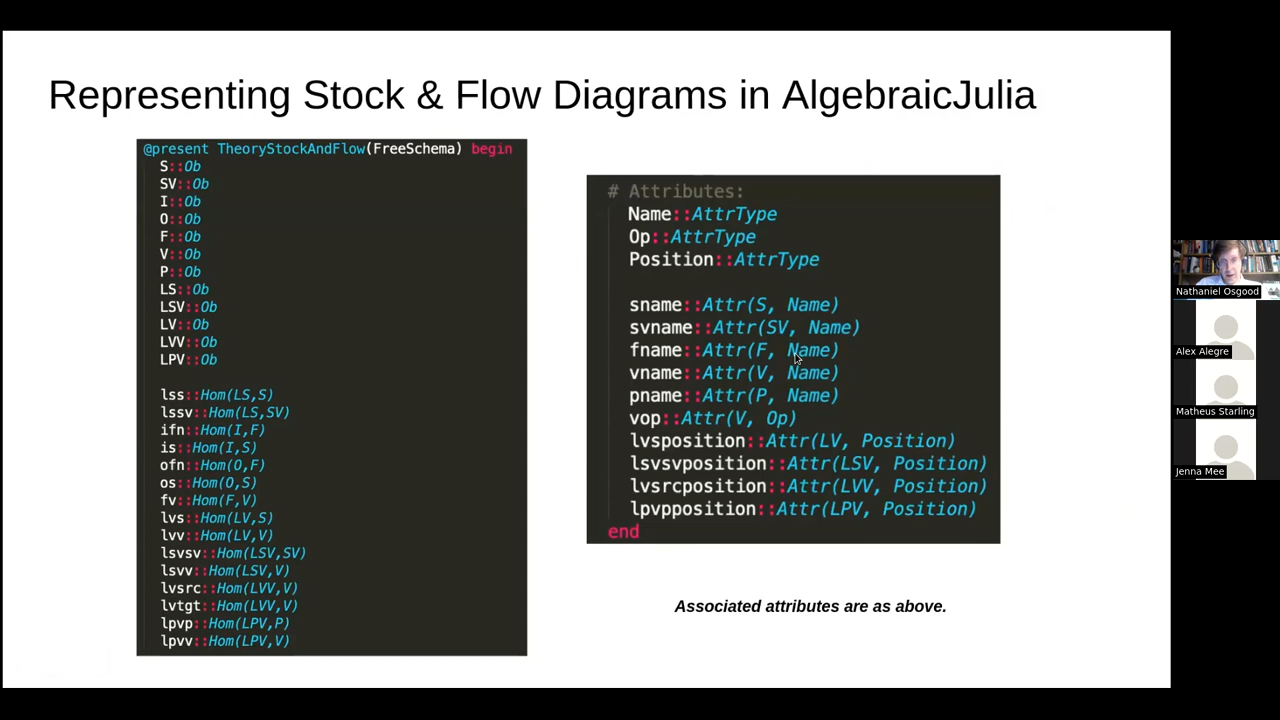 Representing Stock & Flow Diagrams in AlgebraicJulia
@present TheoryStockAndFlow(FreeSchema) begin
S::Ob
SV::Ob
I::Ob
O::Ob
F::Ob
V::Ob
P::Ob
LS::Ob
LSV::Ob
LV::Ob
LVV::Ob
LPV::Ob
lss::Hom(LS,S)
lssv::Hom(LS,SV)
ifn::Hom(I,F)
is::Hom(I,S)
ofn::Hom(O,F)
os::Hom(O,S)
fv::Hom(F,V)
lvs::Hom(LV,S)
lvv::Hom(LV,V)
lsvsv::Hom(LSV,SV)
lsvv::Hom(LSV,V)
lvsrc::Hom(LVV,V)
lvtgt::Hom(LVV,V)
lpvp::Hom(LPV,P)
lpvv::Hom(LPV,V)
# Attributes:
Name::AttrType
Op::AttrType
Position::AttrType
sname::Attr(S, Name)
svname::Attr(SV, Name)
fname::Attr(F, Name)
vname::Attr(V, Name)
pname::Attr(P, Name)
vop::Attr(V, Op)
lvsposition::Attr(LV, Position)
lsvsvposition::Attr(LSV, Position)
lvsrcposition::Attr(LVV, Position)
lpvpposition::Attr(LPV, Position)
end
Associated attributes are as above.
Nathaniel Osgood
Alex Alegre
Matheus Starling
Jenna Mee